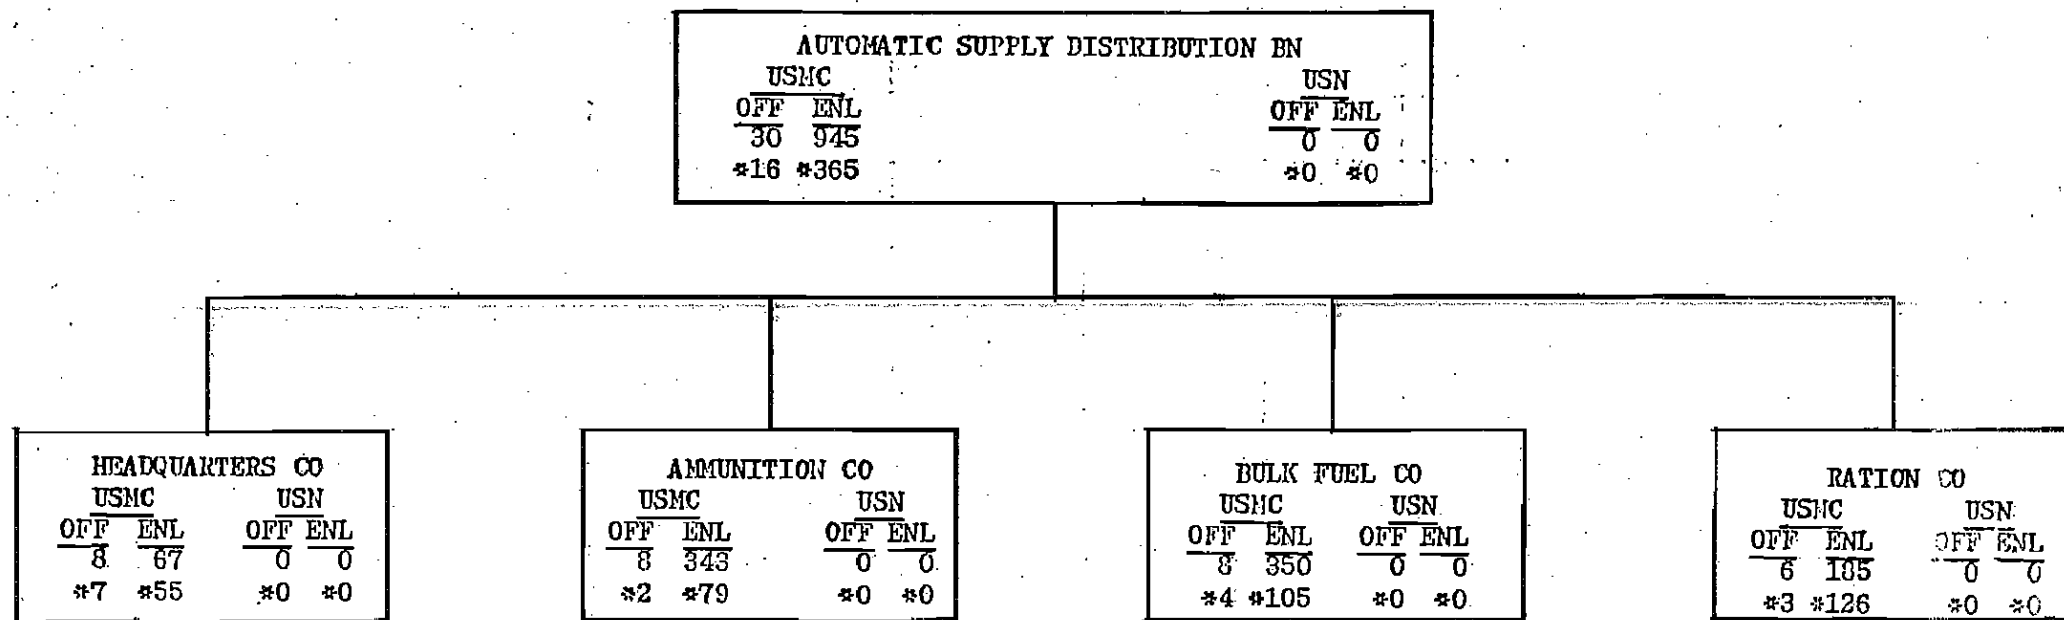 AUTOMATIC SUPPLY DISTRIBUTION BN
USMC USN
OFF ENL OFF ENL
30 945 0 0
*16 *365 *0 *0
HEADQUARTERS CO
USMC USN
OFF ENL OFF ENL
8 67 0 0
*7 *55 *0 *0
AMMUNITION CO
USMC USN
OFF ENL OFF ENL
8 343 0 0
*2 *79 *0 *0
BULK FUEL CO
USMC USN
OFF ENL OFF ENL
8 350 0 0
*4 *105 *0 *0
RATION CO
USMC USN
OFF ENL OFF ENL
6 185 0 0
*3 *126 *0 *0